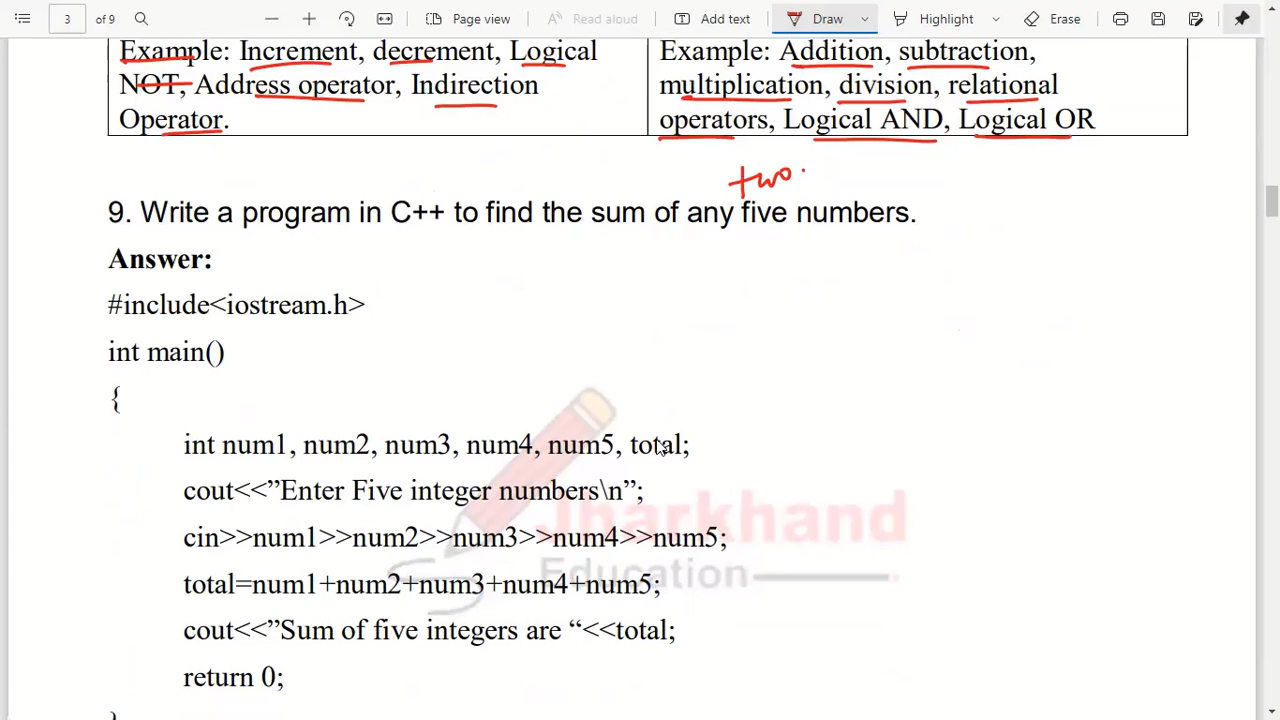 3 of 9
Page view
Read aloud
Add text
Draw
Highlight
Erase
Example: Increment, decrement, Logical
NOT, Address operator, Indirection
Operator.
Example: Addition, subtraction,
multiplication, division, relational
operators, Logical AND, Logical OR
two.
9. Write a program in C++ to find the sum of any five numbers.
Answer:
#include<iostream.h>
int main()
{
int num1, num2, num3, num4, num5, total;
cout<<”Enter Five integer numbers\n”;
cin>>num1>>num2>>num3>>num4>>num5;
total=num1+num2+num3+num4+num5;
cout<<”Sum of five integers are “<<total;
return 0;
Jharkhand
Education